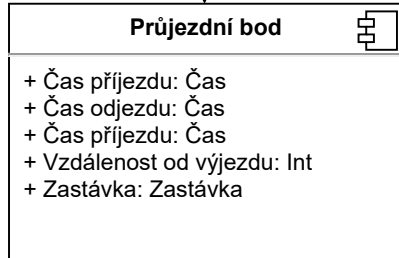 Průjezdní bod
+ Čas příjezdu: Čas
+ Čas odjezdu: Čas
+ Čas příjezdu: Čas
+ Vzdálenost od výjezdu: Int
+ Zastávka: Zastávka